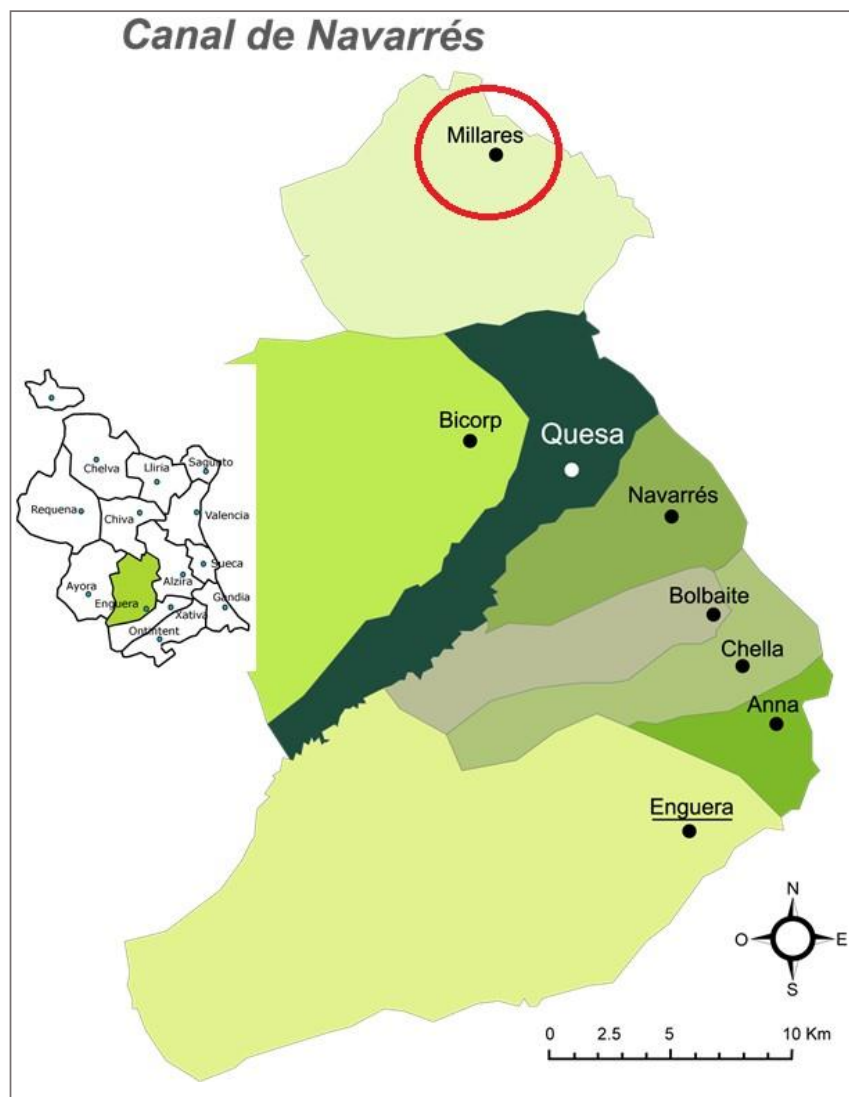 Canal de Navarrés
Millares
Bicorp
Quesa
Navarrés
Bolbaite
Chella
Anna
Enguera
Chelva
Lliria
Sagunto
Requena
Chiva
Valencia
Ayora
Enguera
Alzira
Sueca
Gandia
Xativa
Ontintent
N
O E
S
0 2.5 5 10 Km